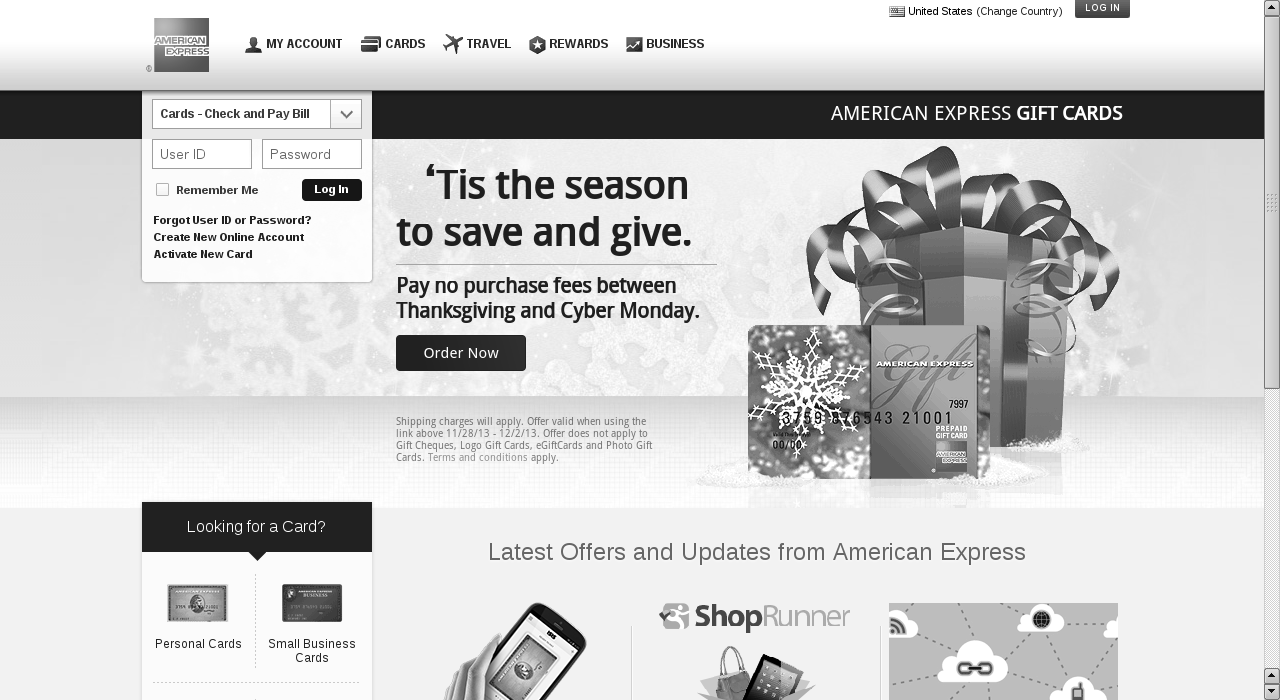 United States (Change Country)
LOG IN
AMERICAN EXPRESS
®
MY ACCOUNT
CARDS
TRAVEL
REWARDS
BUSINESS
Cards - Check and Pay Bill
User ID
Password
Remember Me
Log In
Forgot User ID or Password?
Create New Online Account
Activate New Card
AMERICAN EXPRESS GIFT CARDS
‘Tis the season
to save and give.
Pay no purchase fees between
Thanksgiving and Cyber Monday.
Order Now
Shipping charges will apply. Offer valid when using the
link above 11/28/13 - 12/2/13. Offer does not apply to
Gift Cheques, Logo Gift Cards, eGiftCards and Photo Gift
Cards. Terms and conditions apply.
AMERICAN EXPRESS
Gift
7997
3759 876543 21001
00/00
PREPAID
GIFT CARD
AMERICAN
EXPRESS
Looking for a Card?
Personal Cards
Small Business
Cards
Latest Offers and Updates from American Express
ShopRunner